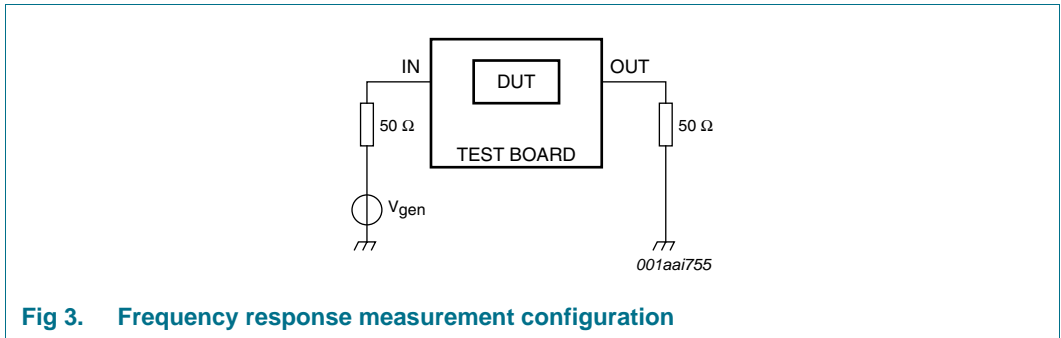 IN
OUT
DUT
50 Ω
50 Ω
TEST BOARD
Vgen
001aai755
Fig 3. Frequency response measurement configuration